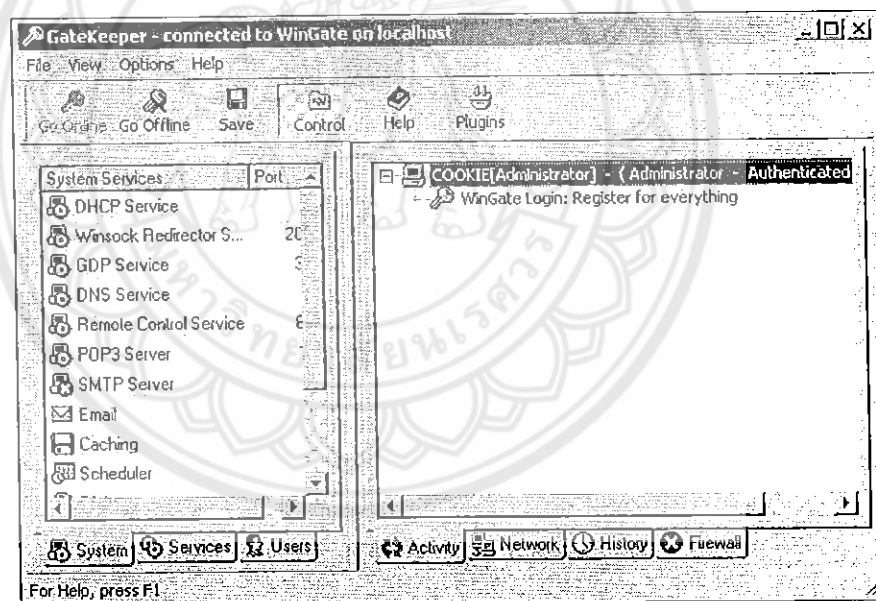 GateKeeper - connected to WinGate on localhost
File View Options Help
Go Online Go Offline Save Control Help Plugins
System Services Port
DHCP Service
Winsock Redirector S... 20
GDP Service 3
DNS Service
Remote Control Service 8
POP3 Server
SMTP Server
Email
Caching
Scheduler
System Services Users
COOKIE[Administrator] - ( Administrator - Authenticated
WinGate Login: Register for everything
Activity Network History Firewall
For Help, press F1